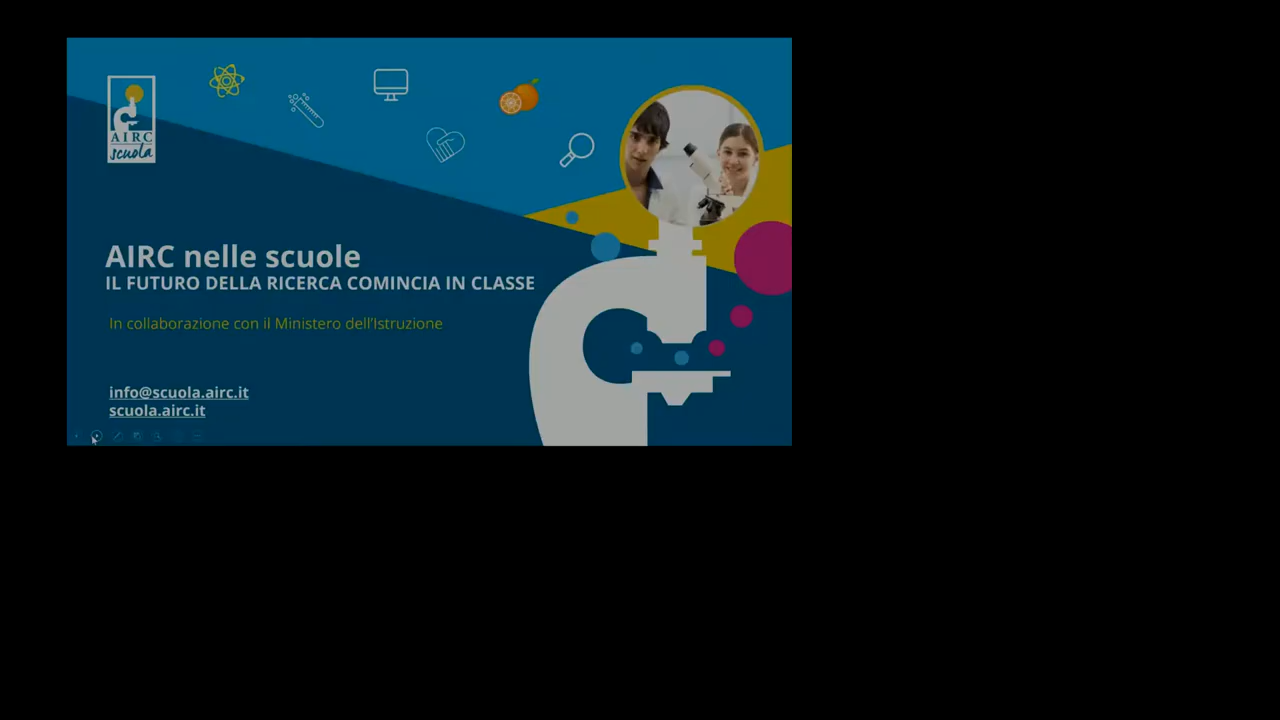 AIRC
scuola
AIRC nelle scuole
IL FUTURO DELLA RICERCA COMINCIA IN CLASSE
In collaborazione con il Ministero dell'Istruzione
info@scuola.airc.it
scuola.airc.it